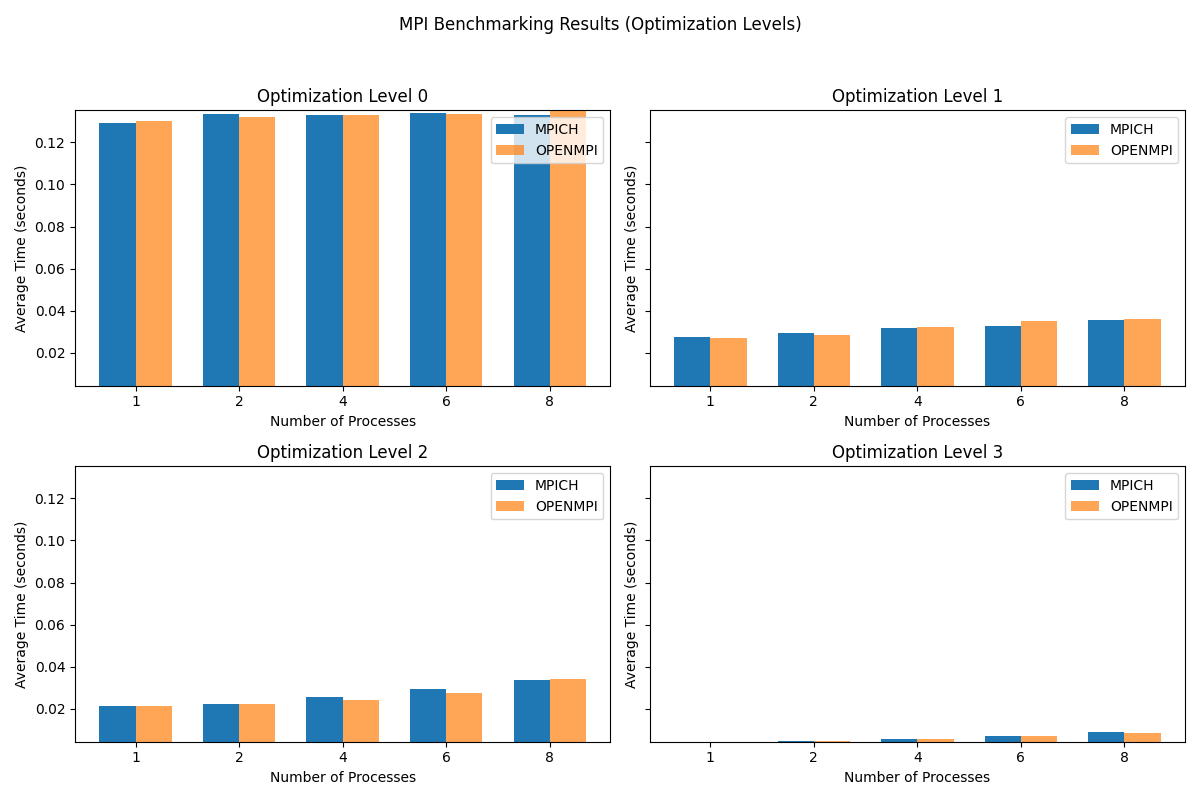 MPI Benchmarking Results (Optimization Levels)
Optimization Level 0
Average Time (seconds)
0.12
0.10
0.08
0.06
0.04
0.02
MPICH
OPENMPI
1 2 4 6 8
Number of Processes
Optimization Level 1
Average Time (seconds)
MPICH
OPENMPI
1 2 4 6 8
Number of Processes
Optimization Level 2
Average Time (seconds)
0.12
0.10
0.08
0.06
0.04
0.02
MPICH
OPENMPI
1 2 4 6 8
Number of Processes
Optimization Level 3
Average Time (seconds)
MPICH
OPENMPI
1 2 4 6 8
Number of Processes